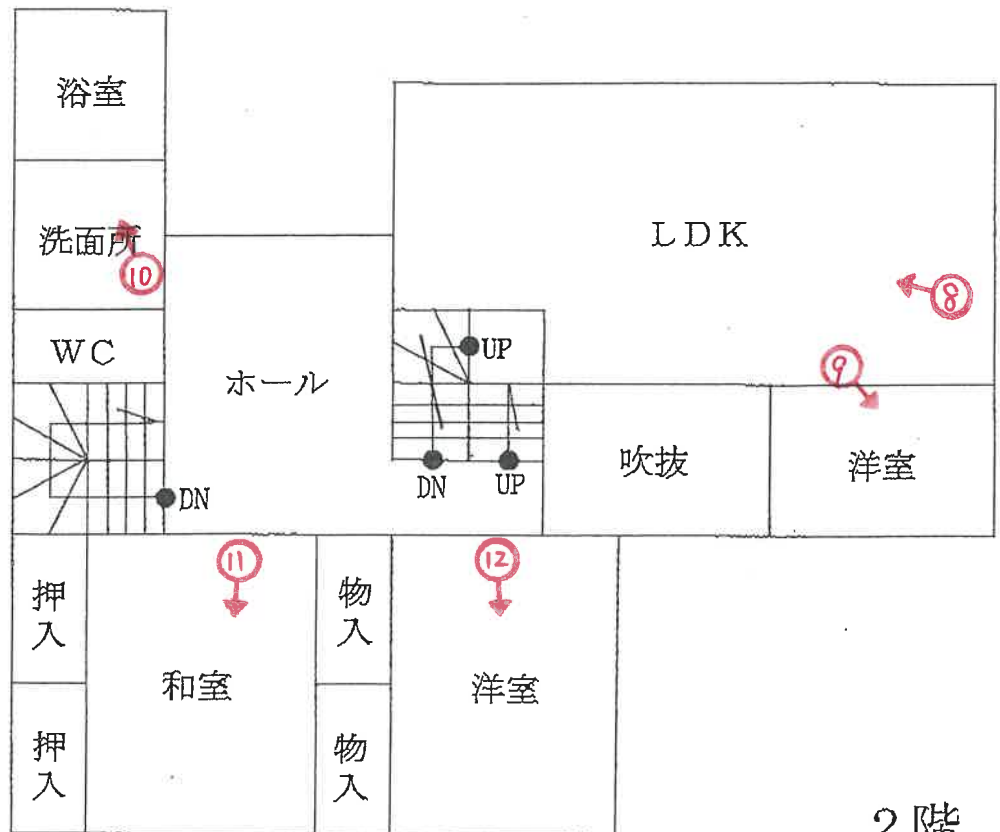 浴室
洗面所
⑩
LDK
⑧
WC
ホール
UP
⑨
DN
DN
UP
吹抜
洋室
押入
⑪
物入
⑫
和室
洋室
押入
物入
2階